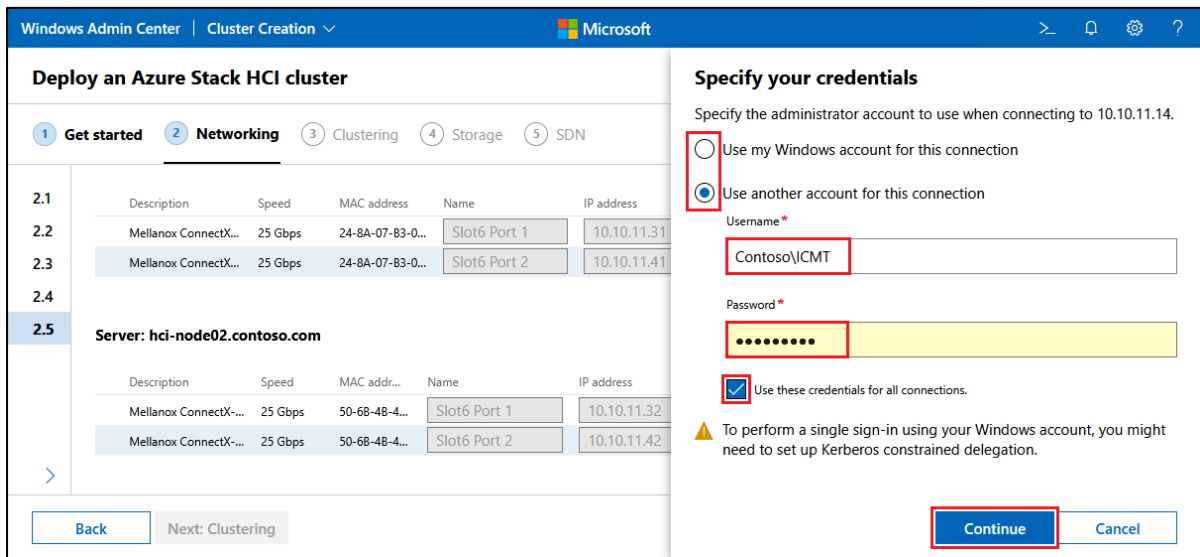 Windows Admin Center | Cluster Creation
Microsoft
>_
?
Deploy an Azure Stack HCI cluster
1 Get started 2 Networking 3 Clustering 4 Storage 5 SDN
2.1
2.2
2.3
2.4
2.5
Description Speed MAC address Name IP address
Mellanox ConnectX... 25 Gbps 24-8A-07-B3-0... Slot6 Port 1 10.10.11.31
Mellanox ConnectX... 25 Gbps 24-8A-07-B3-0... Slot6 Port 2 10.10.11.41
Server: hci-node02.contoso.com
Description Speed MAC addr... Name IP address
Mellanox ConnectX-... 25 Gbps 50-6B-4B-4... Slot6 Port 1 10.10.11.32
Mellanox ConnectX-... 25 Gbps 50-6B-4B-4... Slot6 Port 2 10.10.11.42
Back Next: Clustering
Specify your credentials
Specify the administrator account to use when connecting to 10.10.11.14.
Use my Windows account for this connection
Use another account for this connection
Username *
Contoso\ICMT
Password *
•••••••••
Use these credentials for all connections.
To perform a single sign-in using your Windows account, you might
need to set up Kerberos constrained delegation.
Continue Cancel